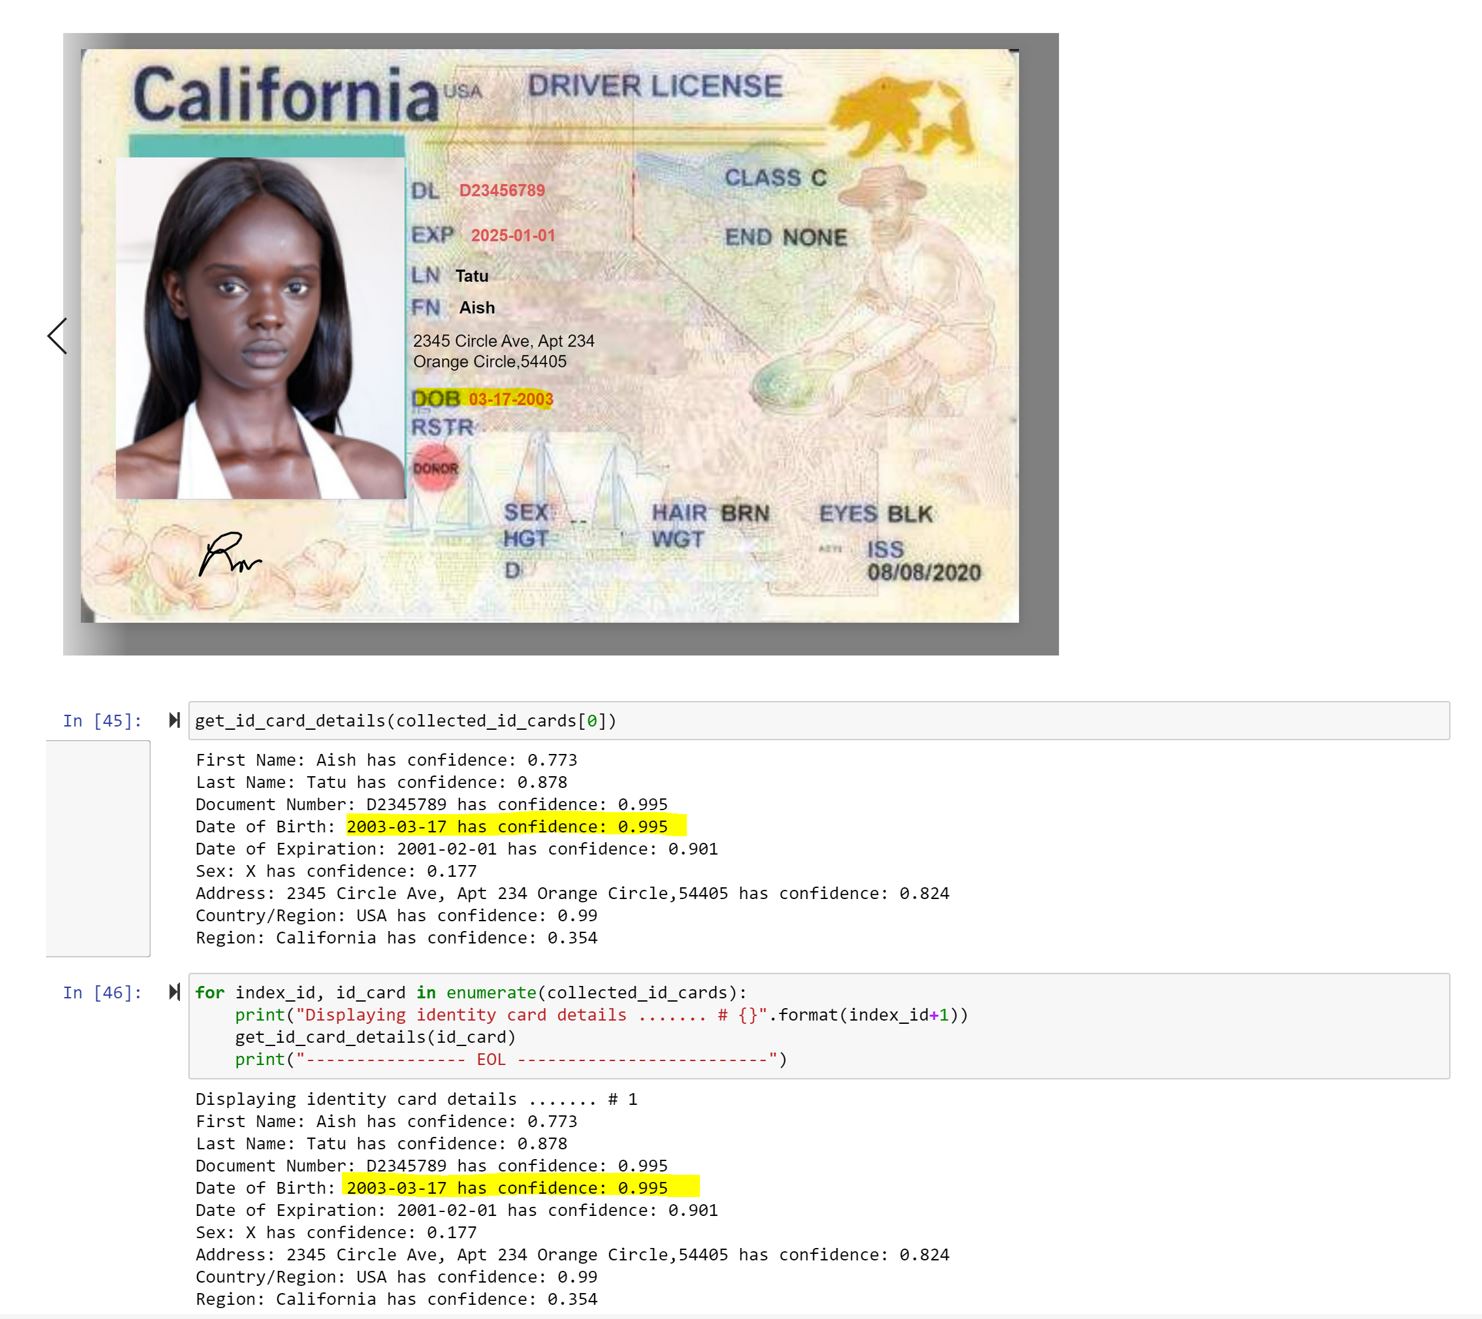 California USA DRIVER LICENSE
CLASS C
DL D23456789
EXP 2025-01-01
END NONE
LN Tatu
FN Aish
2345 Circle Ave, Apt 234
Orange Circle,54405
DOB 03-17-2003
RSTR
DONOR
SEX -- HAIR BRN EYES BLK
HGT WGT
ISS
D 08/08/2020
In [45]: get_id_card_details(collected_id_cards[0])
First Name: Aish has confidence: 0.773
Last Name: Tatu has confidence: 0.878
Document Number: D2345789 has confidence: 0.995
Date of Birth: 2003-03-17 has confidence: 0.995
Date of Expiration: 2001-02-01 has confidence: 0.901
Sex: X has confidence: 0.177
Address: 2345 Circle Ave, Apt 234 Orange Circle,54405 has confidence: 0.824
Country/Region: USA has confidence: 0.99
Region: California has confidence: 0.354
In [46]: for index_id, id_card in enumerate(collected_id_cards):
print("Displaying identity card details ....... # {}".format(index_id+1))
get_id_card_details(id_card)
print("---------------- EOL -------------------------")
Displaying identity card details ....... # 1
First Name: Aish has confidence: 0.773
Last Name: Tatu has confidence: 0.878
Document Number: D2345789 has confidence: 0.995
Date of Birth: 2003-03-17 has confidence: 0.995
Date of Expiration: 2001-02-01 has confidence: 0.901
Sex: X has confidence: 0.177
Address: 2345 Circle Ave, Apt 234 Orange Circle,54405 has confidence: 0.824
Country/Region: USA has confidence: 0.99
Region: California has confidence: 0.354